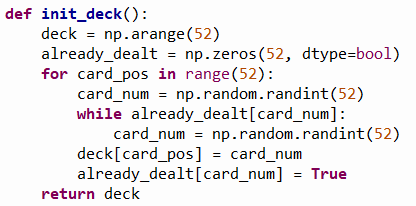 def init_deck():
    deck = np.arange(52)
    already_dealt = np.zeros(52, dtype=bool)
    for card_pos in range(52):
        card_num = np.random.randint(52)
        while already_dealt[card_num]:
            card_num = np.random.randint(52)
        deck[card_pos] = card_num
        already_dealt[card_num] = True
    return deck